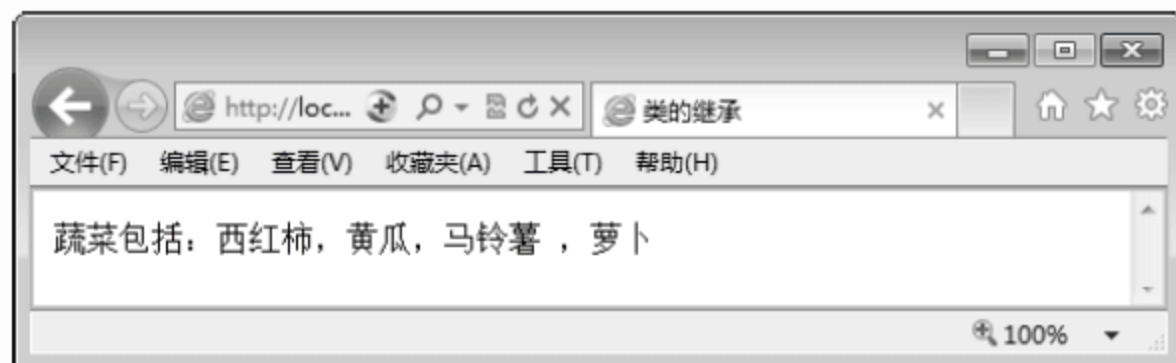 http://loc... 类的继承
文件(F) 编辑(E) 查看(V) 收藏夹(A) 工具(T) 帮助(H)
蔬菜包括：西红柿，黄瓜，马铃薯 ，萝卜
100%